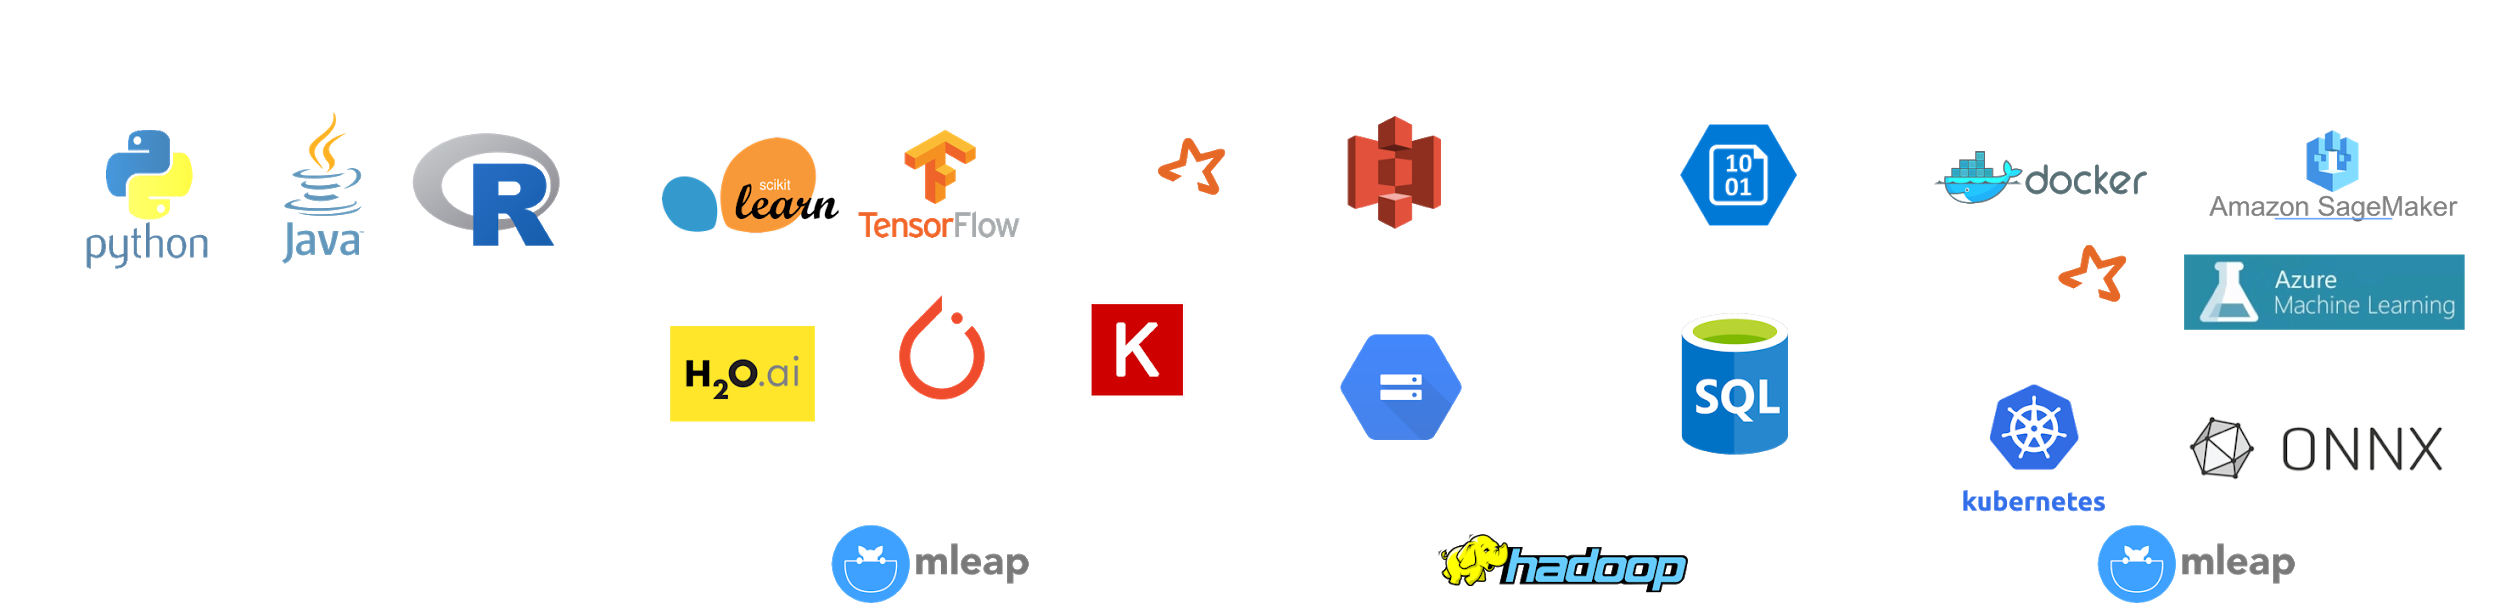 python
Java
R
scikit
learn
TensorFlow
10
01
docker
Amazon SageMaker
Azure
Machine Learning
H2O.ai
K
SQL
kubernetes
ONNX
mleap
hadoop
mleap